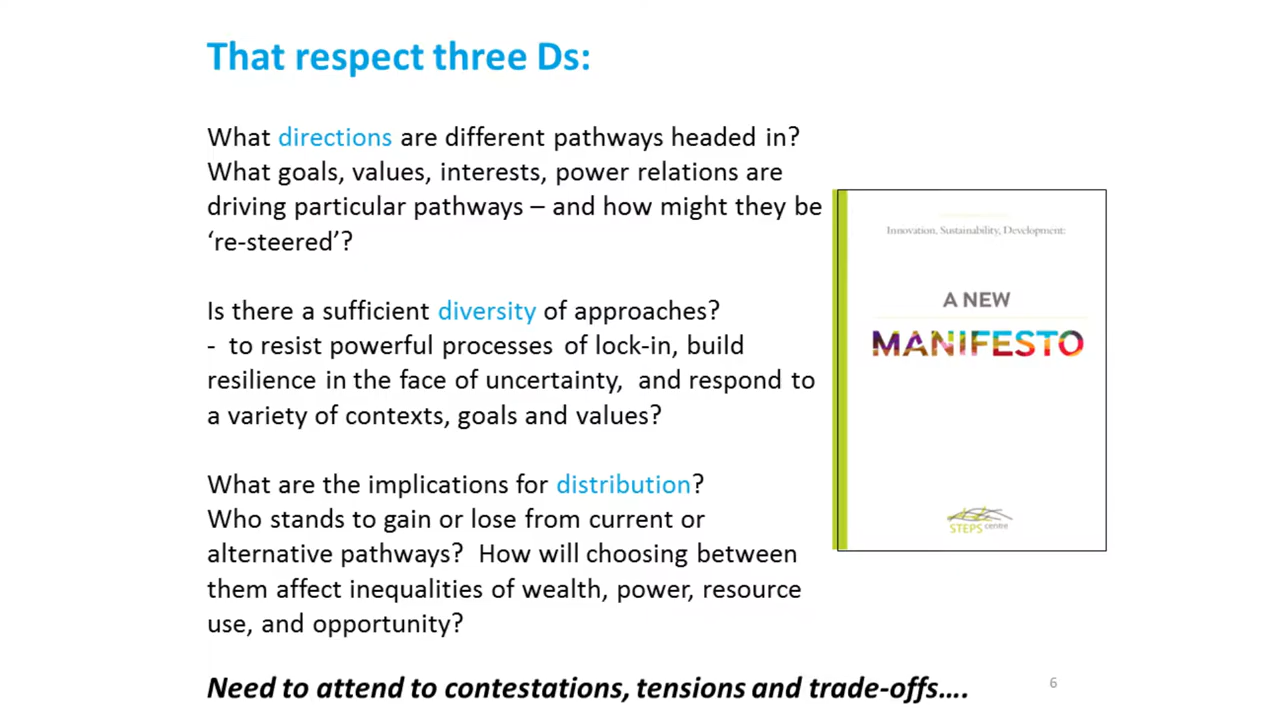 That respect three Ds:
What directions are different pathways headed in?
What goals, values, interests, power relations are
driving particular pathways – and how might they be
‘re-steered’?
Is there a sufficient diversity of approaches?
- to resist powerful processes of lock-in, build
resilience in the face of uncertainty, and respond to
a variety of contexts, goals and values?
What are the implications for distribution?
Who stands to gain or lose from current or
alternative pathways? How will choosing between
them affect inequalities of wealth, power, resource
use, and opportunity?
Need to attend to contestations, tensions and trade-offs....
Innovation, Sustainability, Development:
A NEW
MANIFESTO
STEPS centre
6